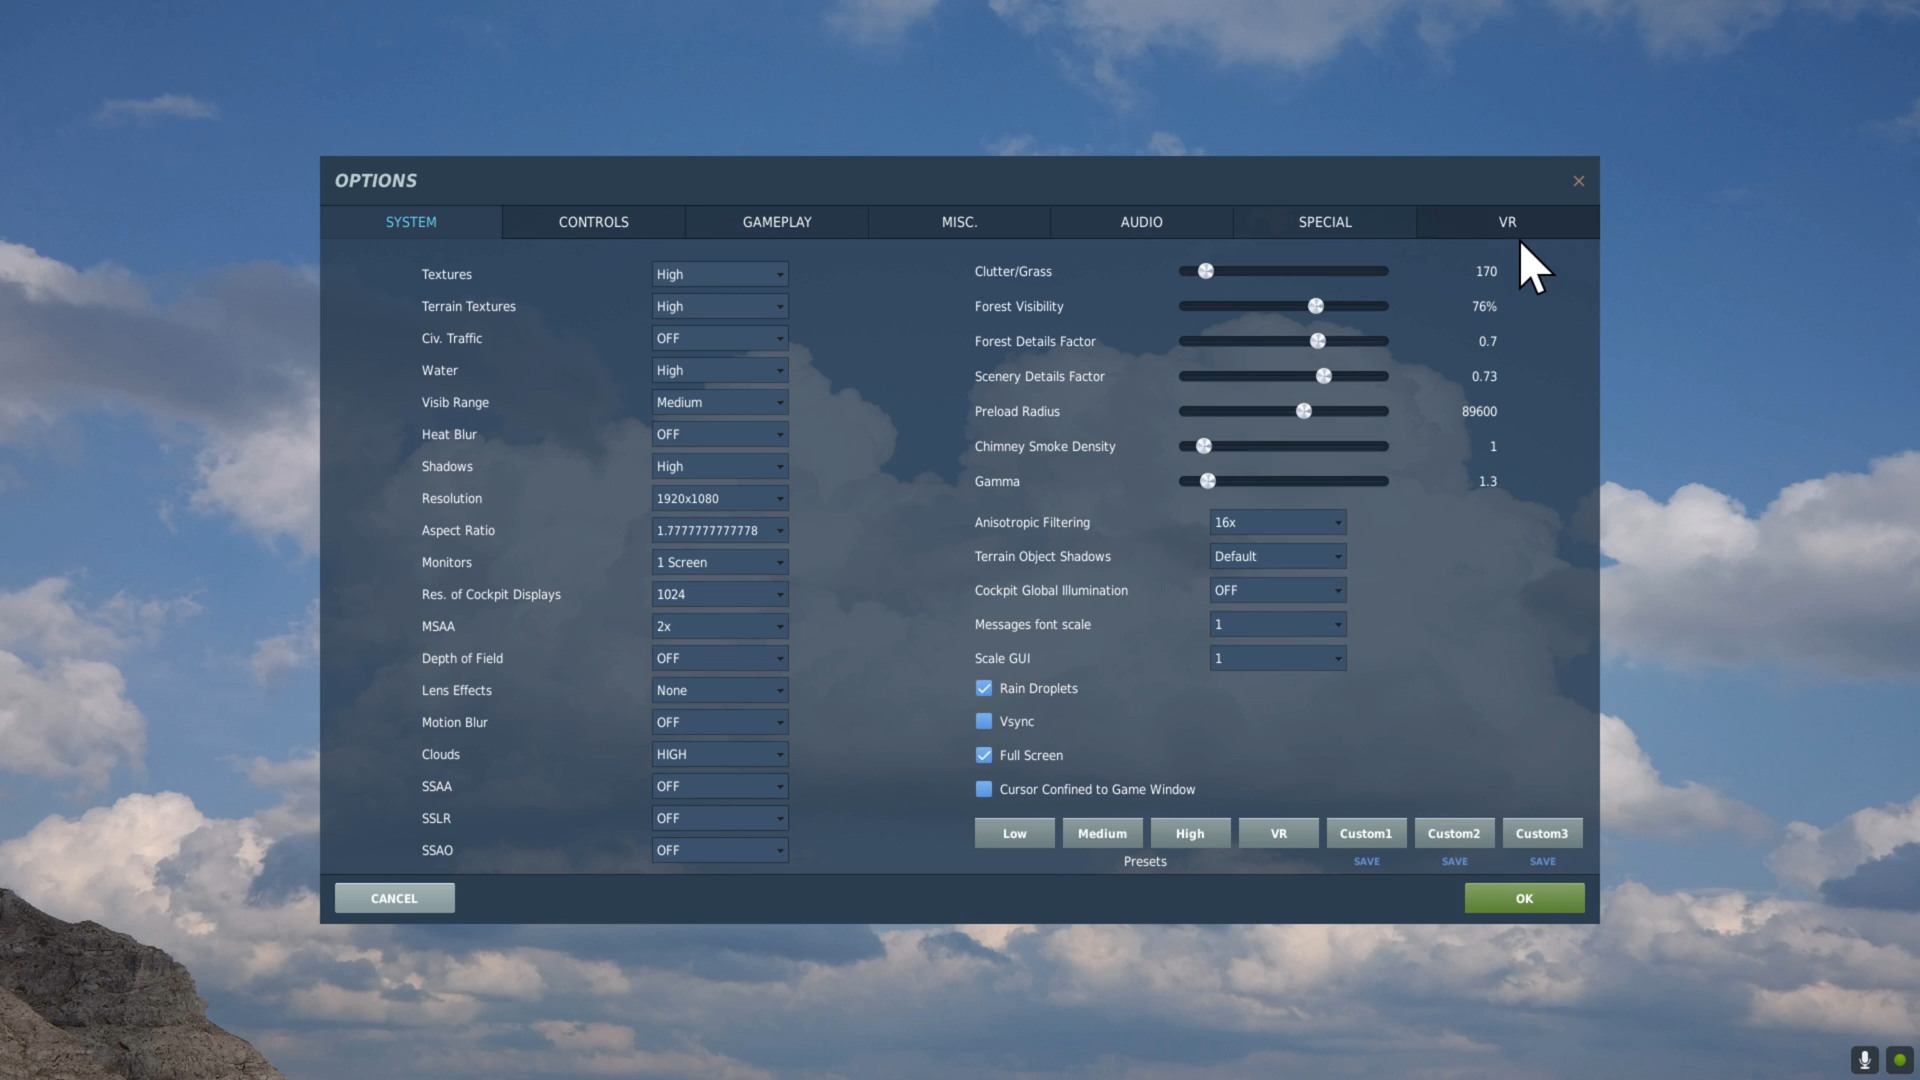 OPTIONS
SYSTEM CONTROLS GAMEPLAY MISC. AUDIO SPECIAL VR
Textures High
Terrain Textures High
Civ. Traffic OFF
Water High
Visib Range Medium
Heat Blur OFF
Shadows High
Resolution 1920x1080
Aspect Ratio 1.7777777777778
Monitors 1 Screen
Res. of Cockpit Displays 1024
MSAA 2x
Depth of Field OFF
Lens Effects None
Motion Blur OFF
Clouds HIGH
SSAA OFF
SSLR OFF
SSAO OFF
Clutter/Grass 170
Forest Visibility 76%
Forest Details Factor 0.7
Scenery Details Factor 0.73
Preload Radius 89600
Chimney Smoke Density 1
Gamma 1.3
Anisotropic Filtering 16x
Terrain Object Shadows Default
Cockpit Global Illumination OFF
Messages font scale 1
Scale GUI 1
Rain Droplets
Vsync
Full Screen
Cursor Confined to Game Window
Low Medium High VR Custom1 Custom2 Custom3
Presets SAVE SAVE SAVE
CANCEL OK